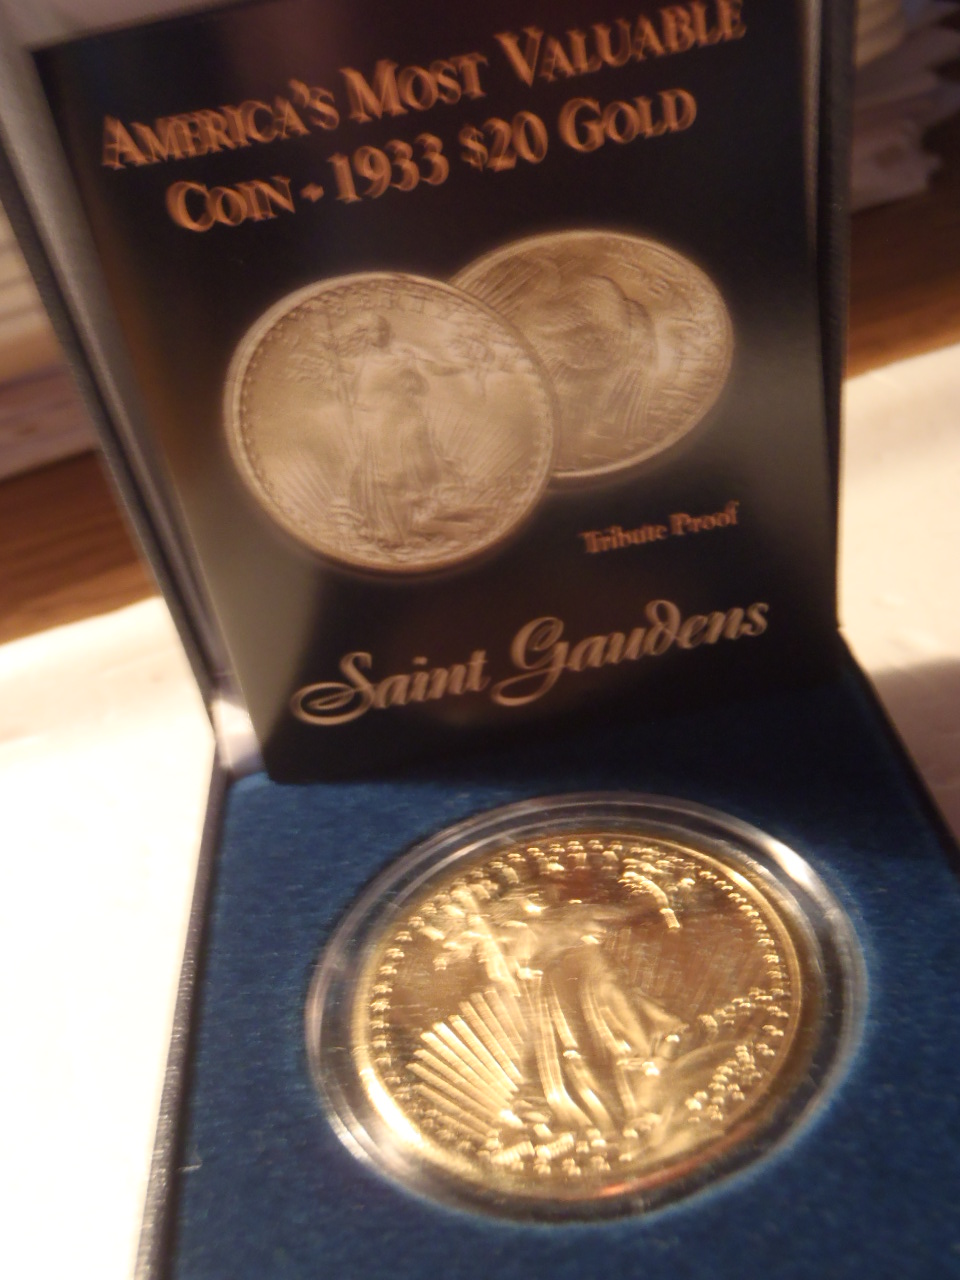 America's Most Valuable
Coin - 1933 $20 Gold
Tribute Proof
Saint Gaudens